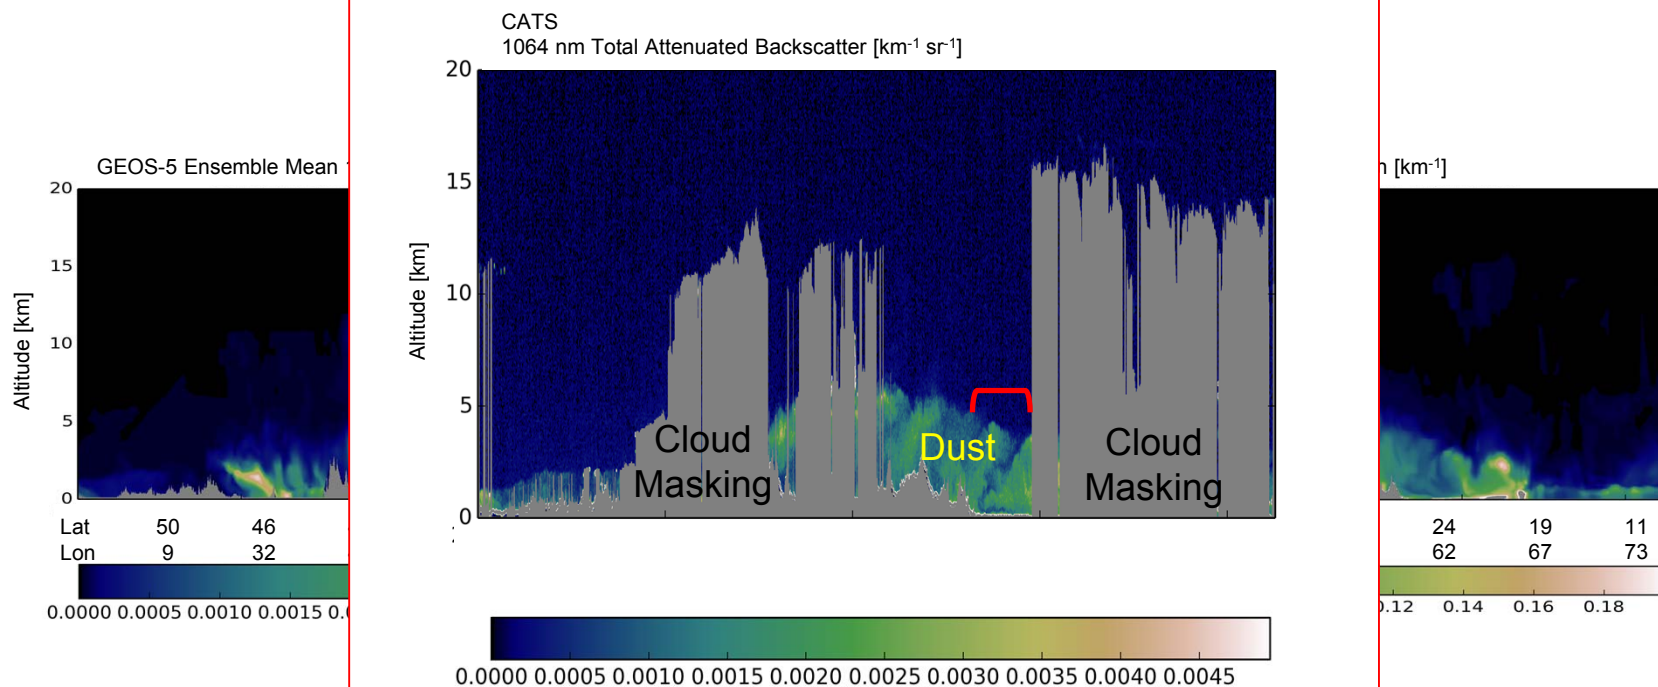 CATS
1064 nm Total Attenuated Backscatter [km-1 sr-1]
GEOS-5 Ensemble Mean
[km-1]
Altitude [km]
20
15
10
5
0
Lat 50 46
Lon 9 32
0.0000 0.0005 0.0010 0.0015
Altitude [km]
20
15
10
5
0
Cloud
Masking
Dust
Cloud
Masking
0.0000 0.0005 0.0010 0.0015 0.0020 0.0025 0.0030 0.0035 0.0040 0.0045
24 19 11
62 67 73
0.12 0.14 0.16 0.18